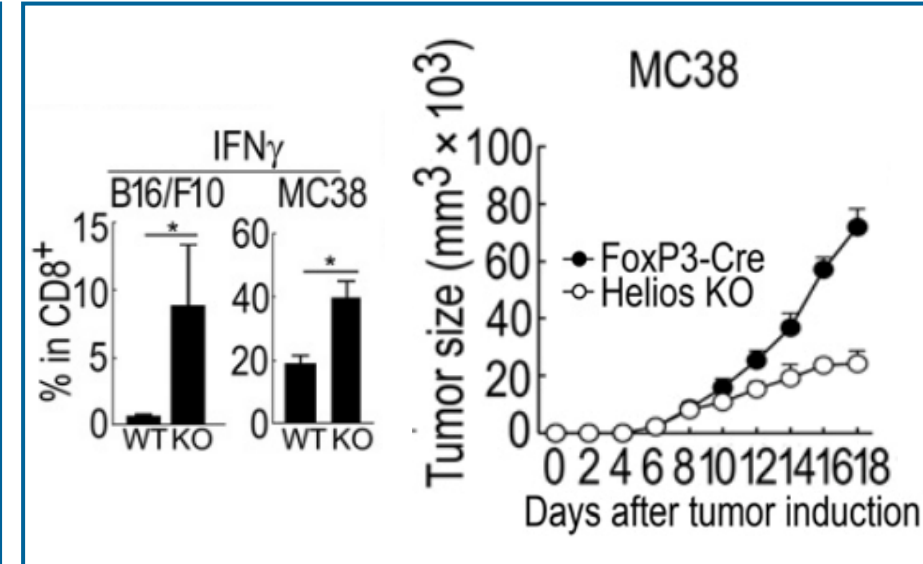 IFNγ
B16/F10 MC38
% in CD8⁺
15
10
5
0
WT KO
*
60
40
20
0
WT KO
*
MC38
Tumor size (mm³ × 10³)
100
80
60
40
20
0
FoxP3-Cre
Helios KO
0 2 4 6 8 10 12 14 16 18
Days after tumor induction